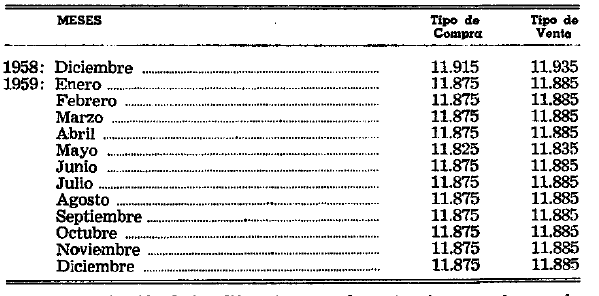 MESES Tipo de Compra Tipo de Venta
1958: Diciembre 11.915 11.935
1959: Enero 11.875 11.885
Febrero 11.875 11.885
Marzo 11.875 11.885
Abril 11.875 11.885
Mayo 11.825 11.835
Junio 11.875 11.885
Julio 11.875 11.885
Agosto 11.875 11.885
Septiembre 11.875 11.885
Octubre 11.875 11.885
Noviembre 11.875 11.885
Diciembre 11.875 11.885